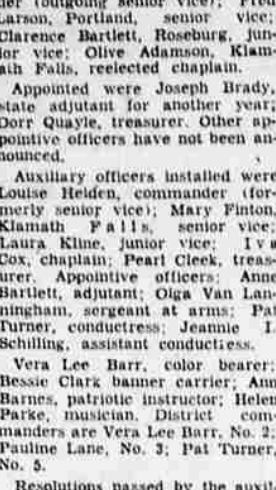 Larson, Portland, senior vice;
Clarence Bartlett, Roseburg, jun-
ior vice; Olive Adamson, Klam-
ath Falls, reelected chaplain.
Appointed were Joseph Brady,
state adjutant for another year;
Dorr Quayle, treasurer. Other ap-
pointive officers have not been an-
nounced.
Auxiliary officers installed were
Louise Heiden, commander (for-
merly senior vice); Mary Finton,
Klamath Falls, senior vice;
Laura Kline, junior vice; Iva
Cox, chaplain; Pearl Cleek, treas-
urer. Appointive officers; Anne
Bartlett, adjutant; Olga Van Lan-
ningham, sergeant at arms; Pat
Turner, conductress; Jeannie I.
Schilling, assistant conductress.
Vera Lee Barr, color bearer;
Bessie Clark banner carrier; Ann
Barnes, patriotic instructor; Helen
Parke, musician. District com-
manders are Vera Lee Barr, No. 2;
Pauline Lane, No. 3; Pat Turner,
No. 5.
Resolutions passed by the auxil-